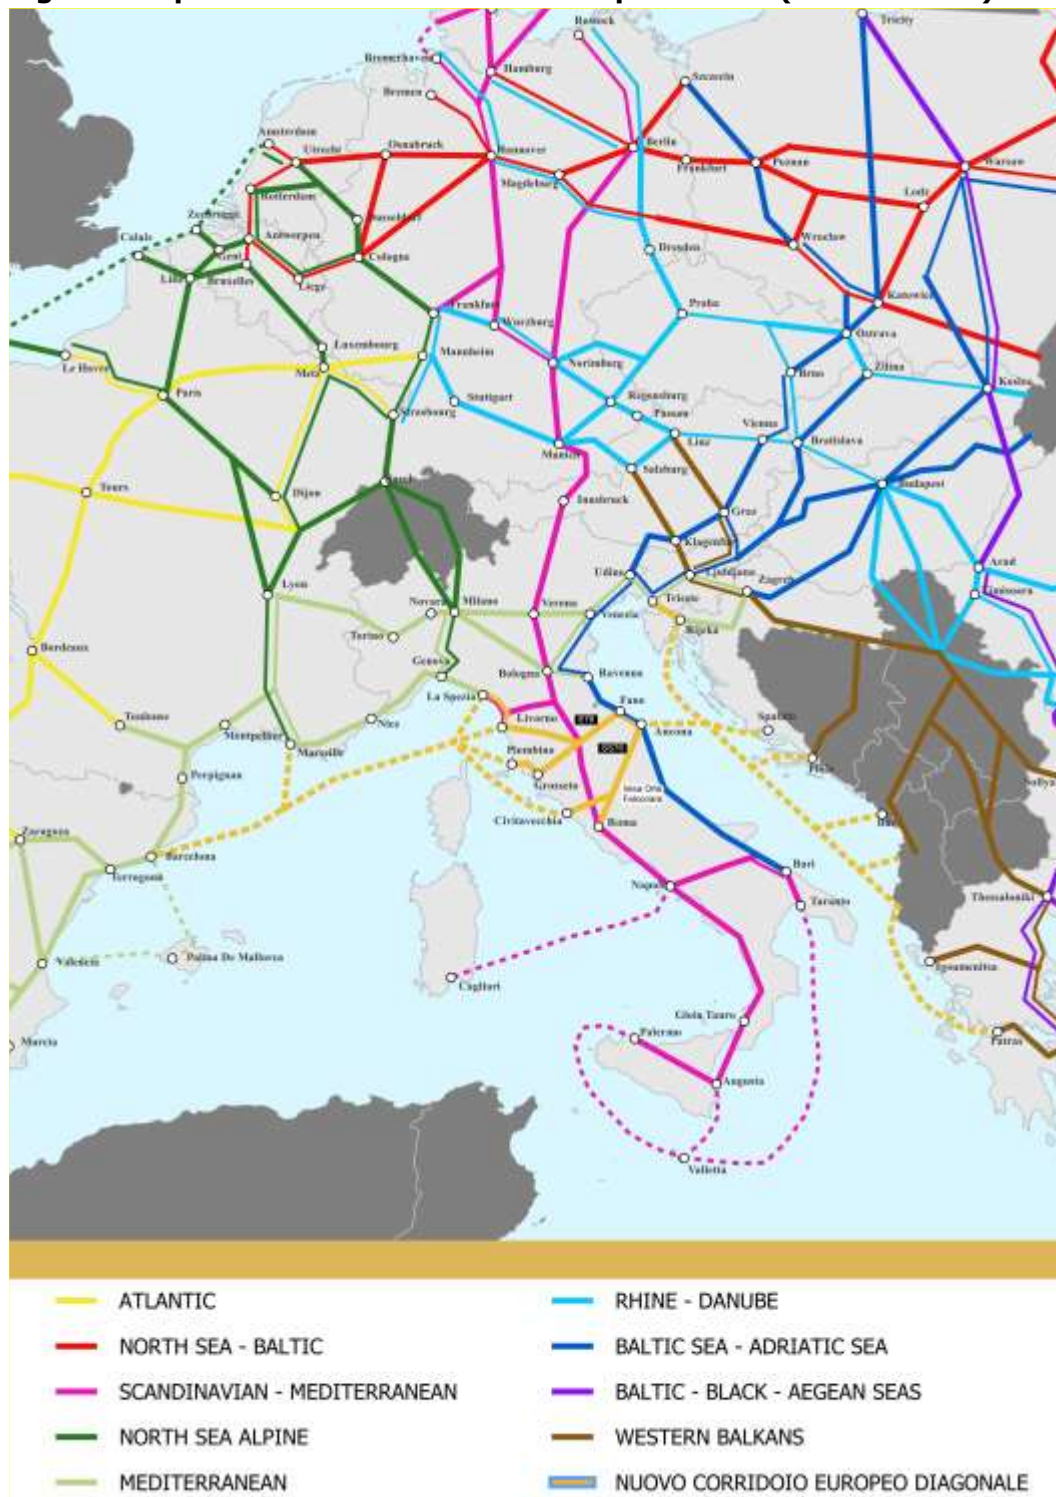 Rostock
Tricity
Bremerhaven
Hamburg
Szczecin
Bremen
Amsterdam
Utrecht
Osnabruck
Hannover
Berlin
Magdeburg
Frankfurt
Poznan
Warsaw
Lodz
Rotterdam
Dusseldorf
Antwerpen
Calais
Gent
Cologne
Dresden
Wroclaw
Lille
Bruxelles
Liege
Katowice
Frankfurt
Praha
Wurzburg
Ostrava
Luxembourg
Mannheim
Le Havre
Metz
Norimburg
Brno
Zilina
Paris
Stuttgart
Regensburg
Strasbourg
Passau
Vienna
Linz
Bratislava
Munich
Salzburg
Budapest
Tours
Dijon
Innsbruck
Graz
Klagenfurt
Udine
Ljubljana
Arad
Lyon
Zagreb
Timisoara
Novara
Milano
Verona
Venezia
Trieste
Rijeka
Torino
Bordeaux
Genova
Bologna
Ravenna
La Spezia
Fano
Livorno
Ancona
Nice
Montpellier
Marseille
Piombino
Grosseto
Perpignan
Civitavecchia
Roma
Zaragoza
Barcelona
Tarragona
Bari
Napoli
Taranto
Thessaloniki
Valencia
Palma De Mallorca
Cagliari
Igoumenitsa
Gioia Tauro
Palermo
Patras
Murcia
Augusta
Valletta
ATLANTIC
NORTH SEA - BALTIC
SCANDINAVIAN - MEDITERRANEAN
NORTH SEA ALPINE
MEDITERRANEAN
RHINE - DANUBE
BALTIC SEA - ADRIATIC SEA
BALTIC - BLACK - AEGEAN SEAS
WESTERN BALKANS
NUOVO CORRIDOIO EUROPEO DIAGONALE